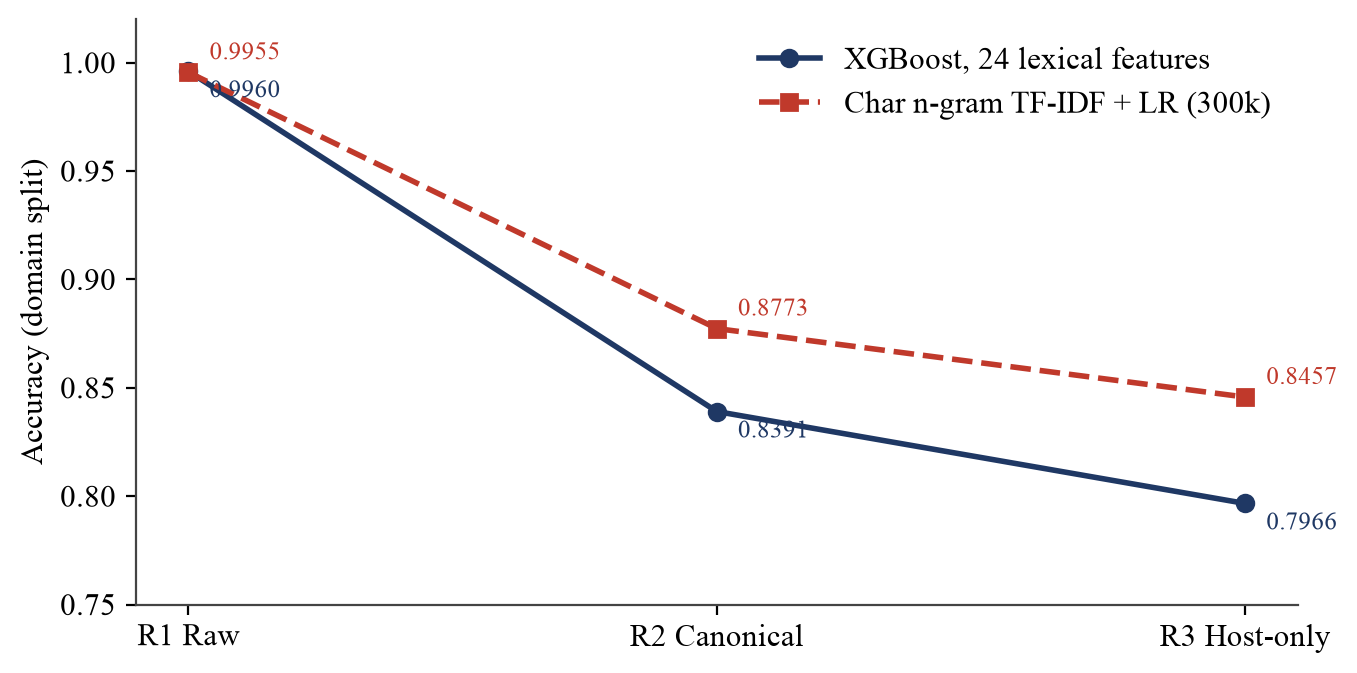 0.9955
1.00
XGBoost, 24 lexical features
0.9960
Char n-gram TF-IDF + LR (300k)
0.95
Accuracy (domain split)
0.90
0.8773
0.85
0.8457
0.8391
0.80
0.7966
0.75
R1 Raw
R2 Canonical
R3 Host-only